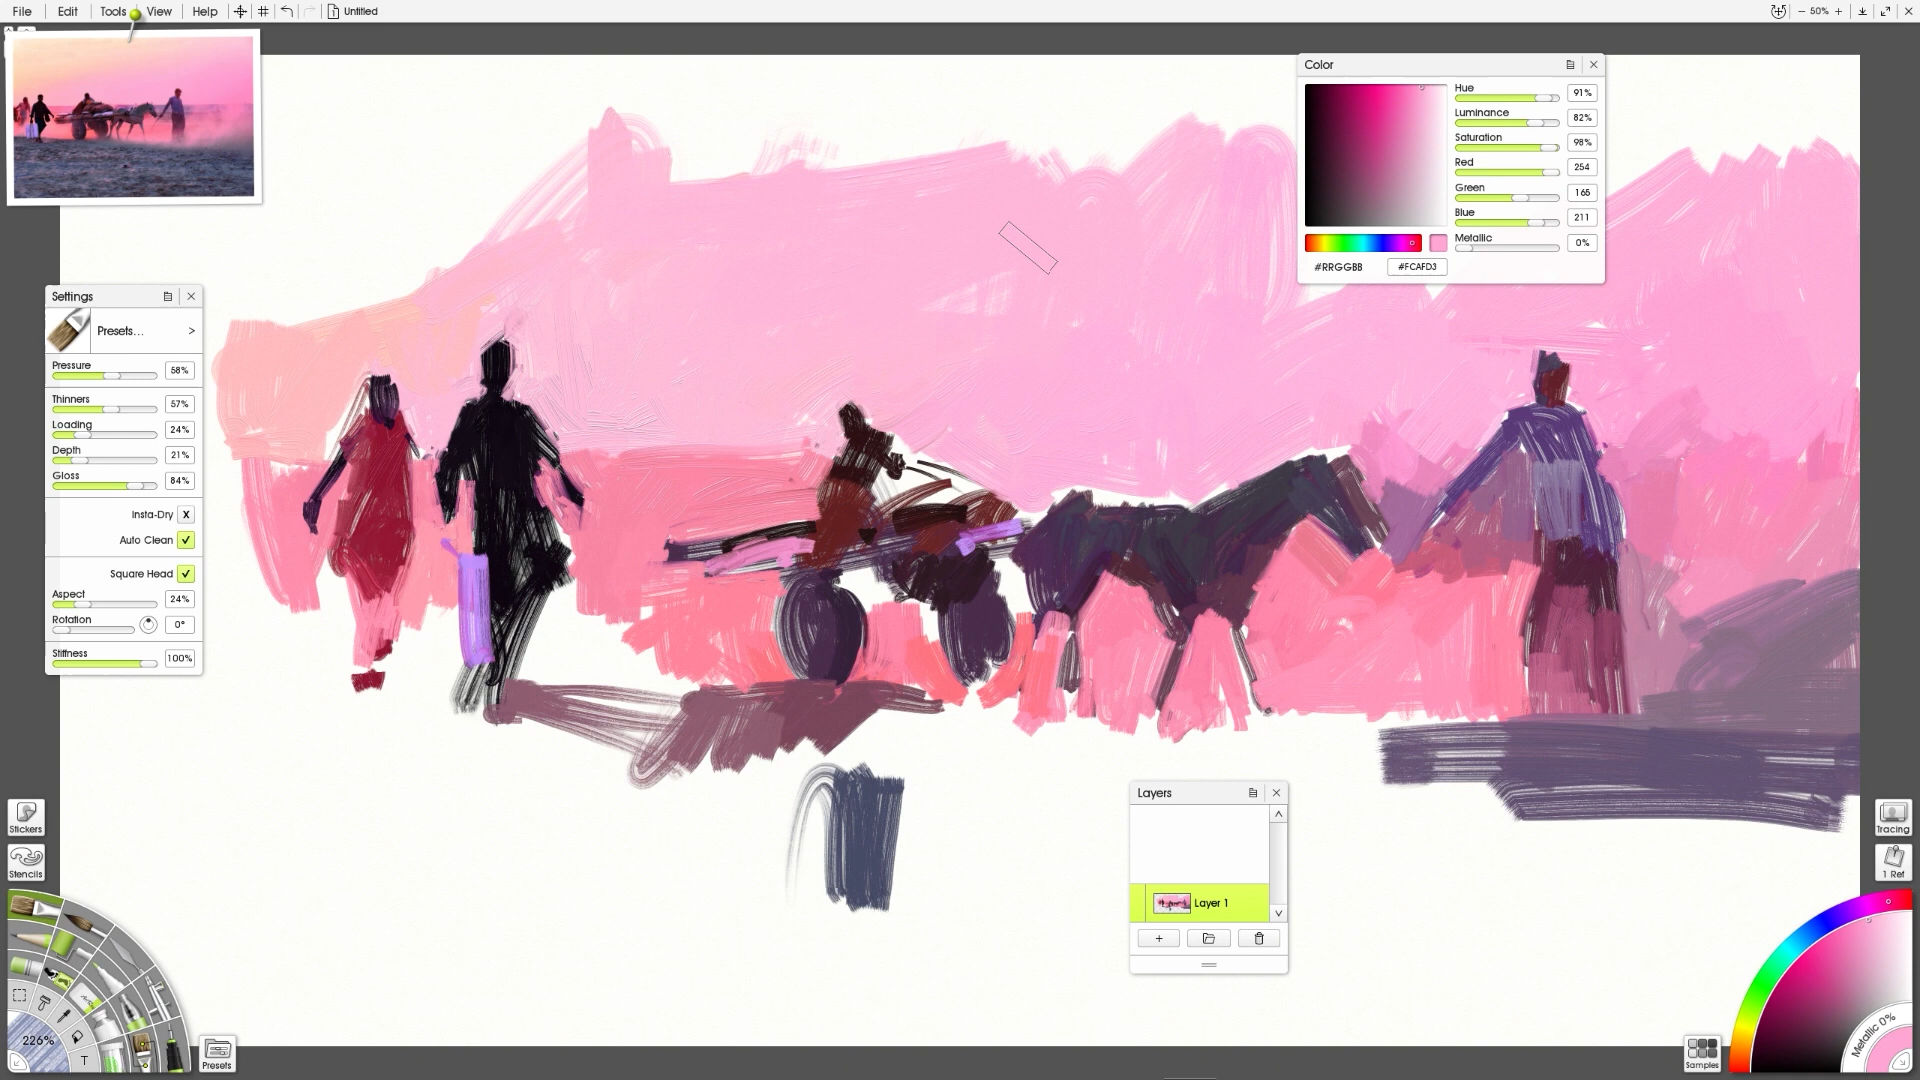 File Edit Tools View Help Untitled 50%
Color
Hue 91%
Luminance 82%
Saturation 98%
Red 254
Green 165
Blue 211
Metallic 0%
#RRGGBB #FCAFD3
Settings
Presets... >
Pressure 58%
Thinners 57%
Loading 24%
Depth 21%
Gloss 84%
Insta-Dry X
Auto Clean ✓
Square Head ✓
Aspect 24%
Rotation 0°
Stiffness 100%
Layers
Layer 1
Stickers
Stencils
226%
T
Presets
Tracing
1 Ref
Metallic 0%
Samples